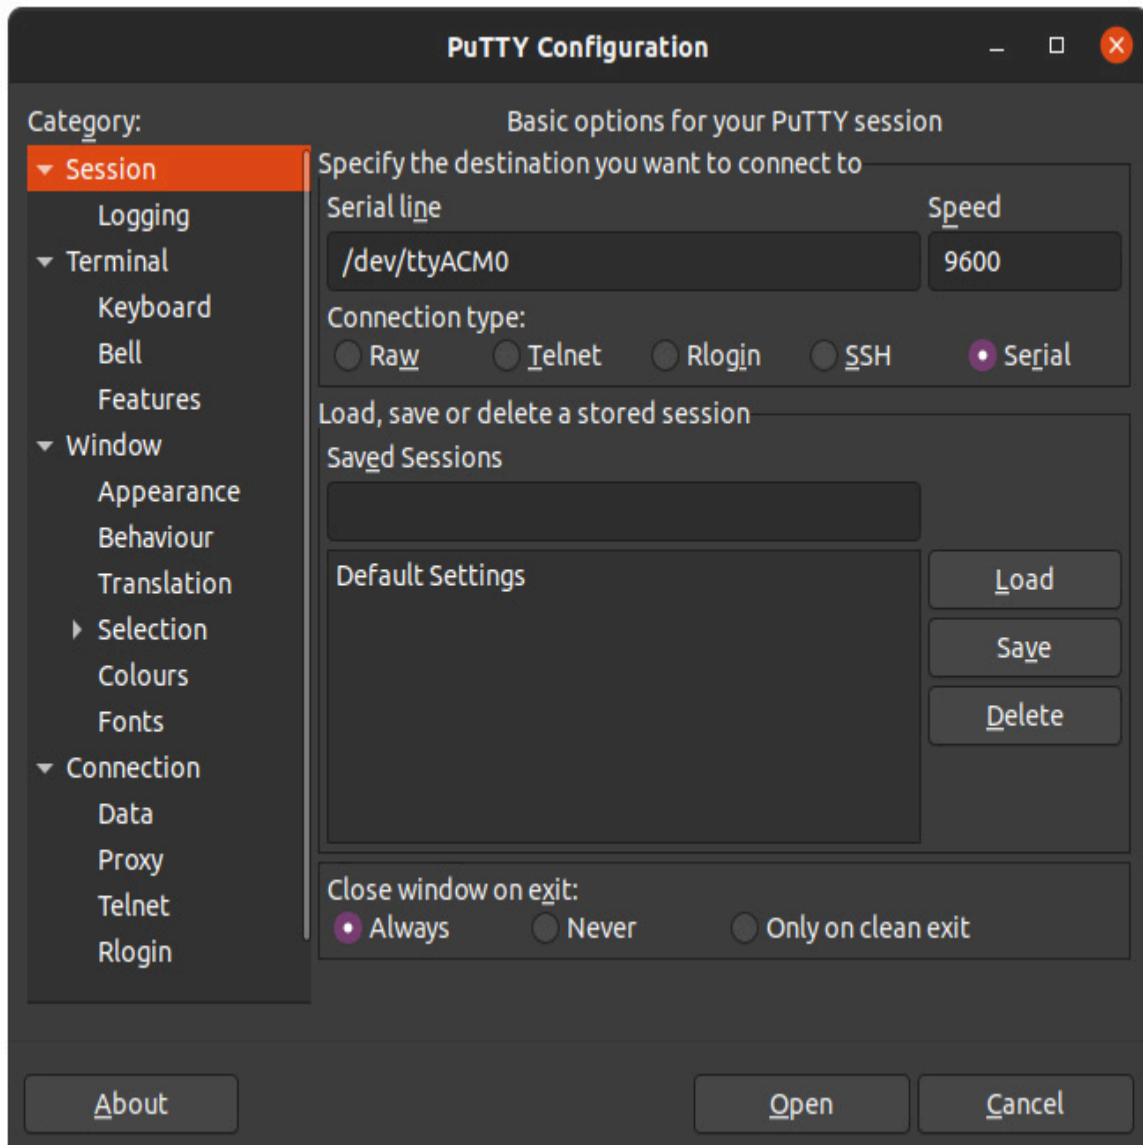 PuTTY Configuration
Category:
Session
Logging
Terminal
Keyboard
Bell
Features
Window
Appearance
Behaviour
Translation
Selection
Colours
Fonts
Connection
Data
Proxy
Telnet
Rlogin
Basic options for your PuTTY session
Specify the destination you want to connect to
Serial line Speed
/dev/ttyACM0 9600
Connection type:
Raw Telnet Rlogin SSH Serial
Load, save or delete a stored session
Saved Sessions
Default Settings
Load
Save
Delete
Close window on exit:
Always Never Only on clean exit
About Open Cancel